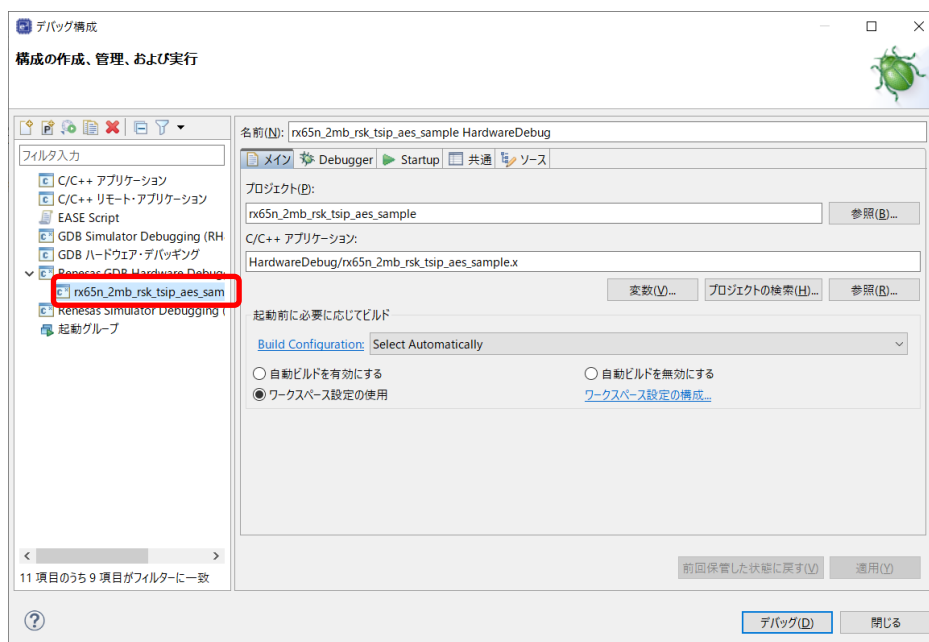 デバッグ構成
構成の作成、管理、および実行
フィルタ入力
C/C++ アプリケーション
C/C++ リモート・アプリケーション
EASE Script
GDB Simulator Debugging (RH
GDB ハードウェア・デバッギング
Renesas GDB Hardware Debug
rx65n_2mb_rsk_tsip_aes_sam
Renesas Simulator Debugging (
起動グループ
11 項目のうち 9 項目がフィルターに一致
名前(N): rx65n_2mb_rsk_tsip_aes_sample HardwareDebug
メイン Debugger Startup 共通 ソース
プロジェクト(P):
rx65n_2mb_rsk_tsip_aes_sample 参照(B)...
C/C++ アプリケーション:
HardwareDebug/rx65n_2mb_rsk_tsip_aes_sample.x
変数(V)... プロジェクトの検索(H)... 参照(R)...
起動前に必要に応じてビルド
Build Configuration: Select Automatically
自動ビルドを有効にする 自動ビルドを無効にする
ワークスペース設定の使用 ワークスペース設定の構成...
前回保管した状態に戻す(V) 適用(Y)
デバッグ(D) 閉じる